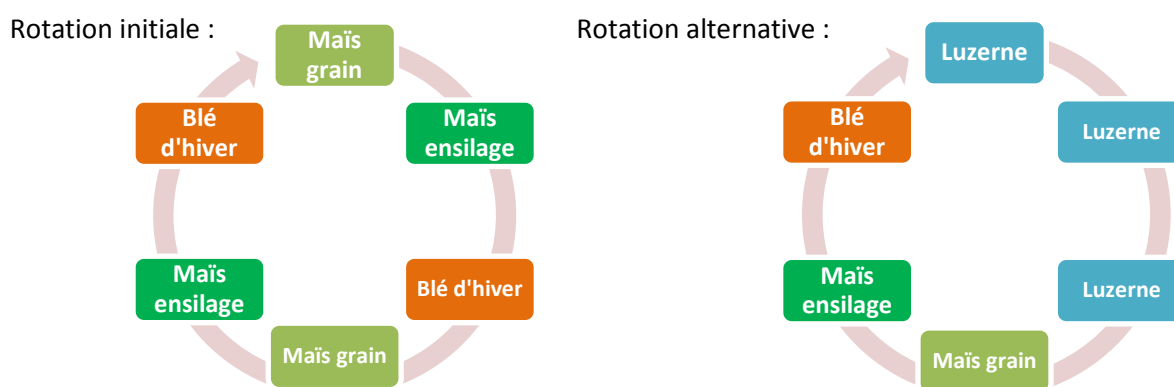 Rotation initiale :
Maïs
grain
Maïs
ensilage
Blé d'hiver
Maïs grain
Maïs
ensilage
Blé
d'hiver
Rotation alternative :
Luzerne
Luzerne
Luzerne
Maïs grain
Maïs
ensilage
Blé
d'hiver